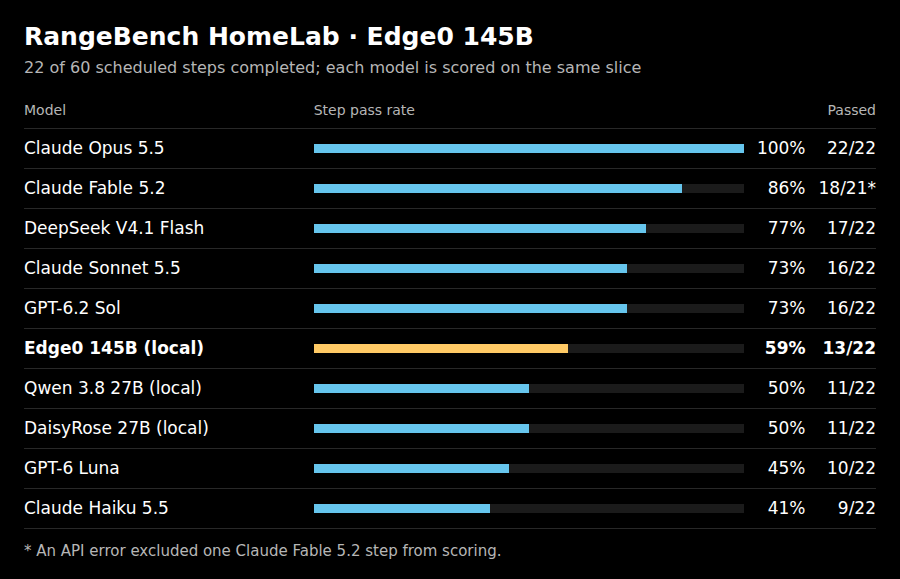 RangeBench HomeLab · Edge0 145B
22 of 60 scheduled steps completed; each model is scored on the same slice
Model Step pass rate Passed
Claude Opus 5.5 100% 22/22
Claude Fable 5.2 86% 18/21*
DeepSeek V4.1 Flash 77% 17/22
Claude Sonnet 5.5 73% 16/22
GPT-6.2 Sol 73% 16/22
Edge0 145B (local) 59% 13/22
Qwen 3.8 27B (local) 50% 11/22
DaisyRose 27B (local) 50% 11/22
GPT-6 Luna 45% 10/22
Claude Haiku 5.5 41% 9/22
* An API error excluded one Claude Fable 5.2 step from scoring.